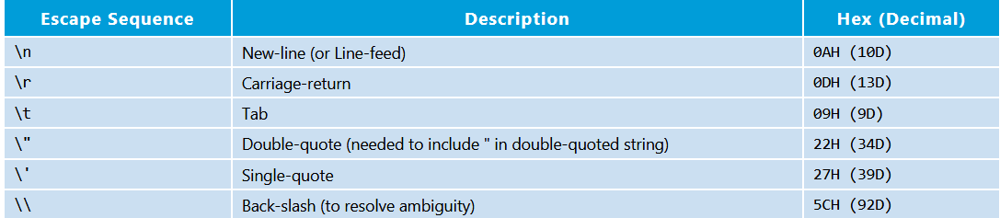 Escape Sequence Description Hex (Decimal)
\n New-line (or Line-feed) 0AH (10D)
\r Carriage-return 0DH (13D)
\t Tab 09H (9D)
\" Double-quote (needed to include " in double-quoted string) 22H (34D)
\' Single-quote 27H (39D)
\\ Back-slash (to resolve ambiguity) 5CH (92D)